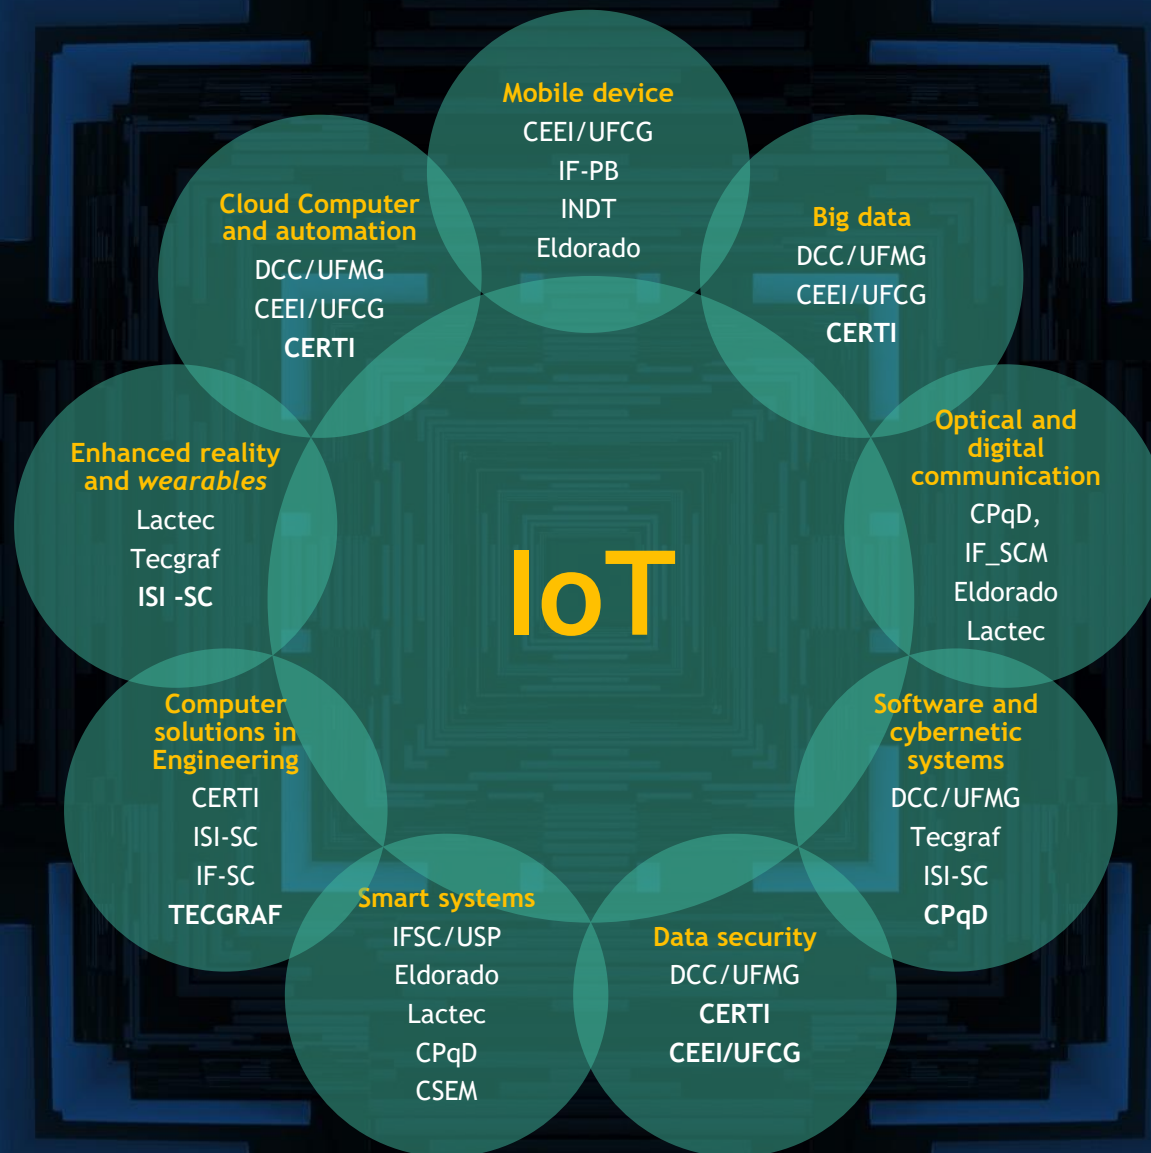 Mobile device
CEEI/UFCG
IF-PB
INDT
Eldorado
Big data
DCC/UFMG
CEEI/UFCG
CERTI
Optical and
digital
communication
CPqD,
IF_SCM
Eldorado
Lactec
Software and
cybernetic
systems
DCC/UFMG
Tecgraf
ISI-SC
CPqD
Data security
DCC/UFMG
CERTI
CEEI/UFCG
Smart systems
IFSC/USP
Eldorado
Lactec
CPqD
CSEM
Computer
solutions in
Engineering
CERTI
ISI-SC
IF-SC
TECGRAF
Enhanced reality
and wearables
Lactec
Tecgraf
ISI -SC
Cloud Computer
and automation
DCC/UFMG
CEEI/UFCG
CERTI
IoT